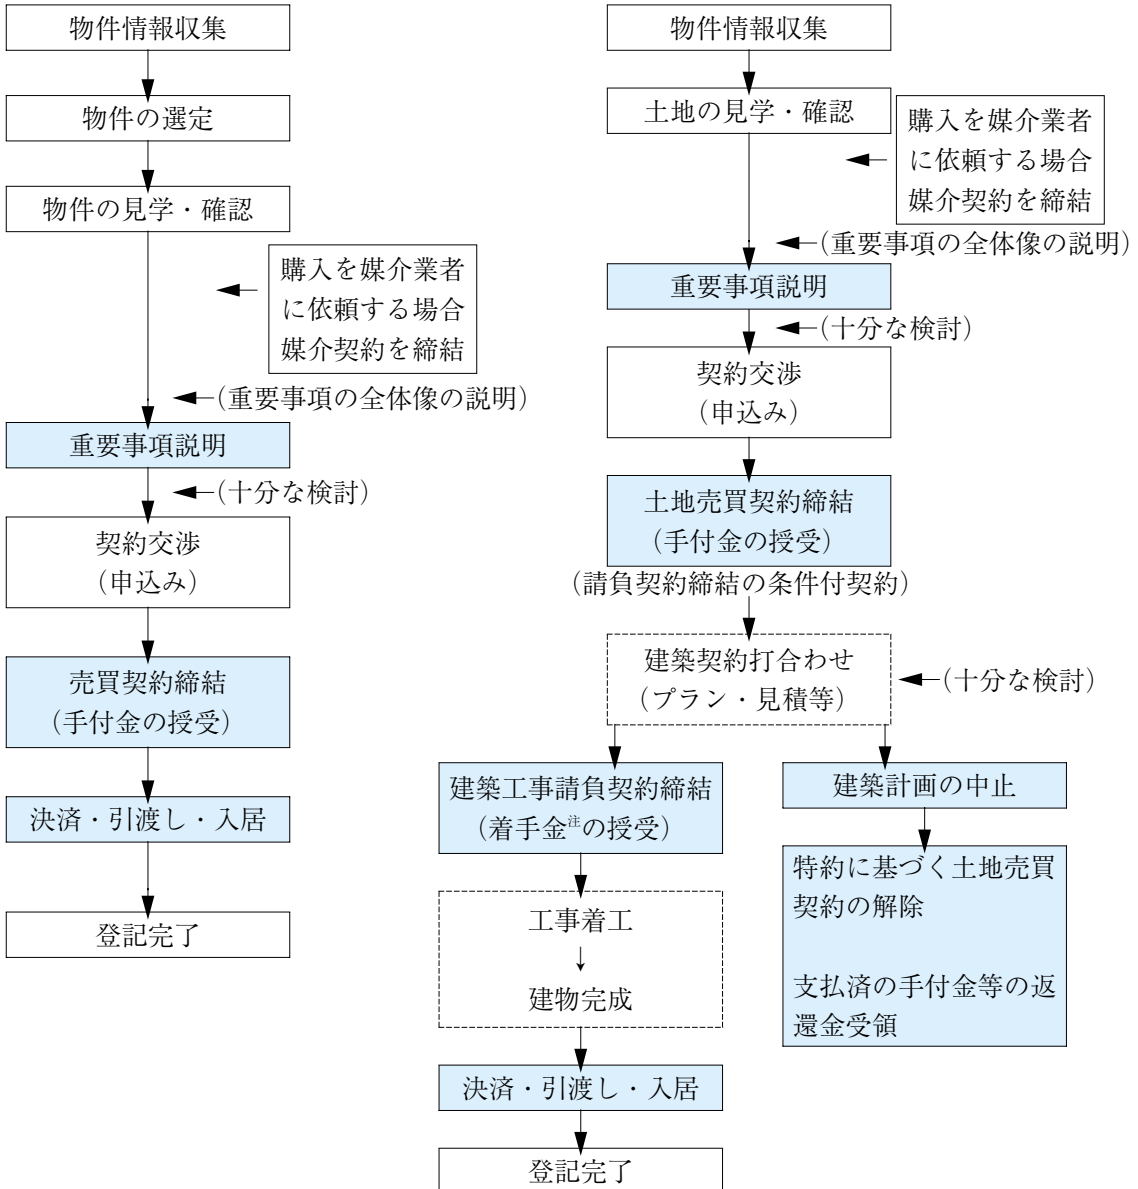 物件情報収集
物件の選定
物件の見学・確認
購入を媒介業者
に依頼する場合
媒介契約を締結
(重要事項の全体像の説明)
重要事項説明
(十分な検討)
契約交渉
(申込み)
売買契約締結
(手付金の授受)
決済・引渡し・入居
登記完了
物件情報収集
土地の見学・確認
購入を媒介業者
に依頼する場合
媒介契約を締結
(重要事項の全体像の説明)
重要事項説明
(十分な検討)
契約交渉
(申込み)
土地売買契約締結
(手付金の授受)
(請負契約締結の条件付契約)
建築契約打合わせ
(プラン・見積等)
(十分な検討)
建築工事請負契約締結
(着手金注の授受)
工事着工
↓
建物完成
決済・引渡し・入居
登記完了
建築計画の中止
特約に基づく土地売買
契約の解除
支払済の手付金等の返
還金受領